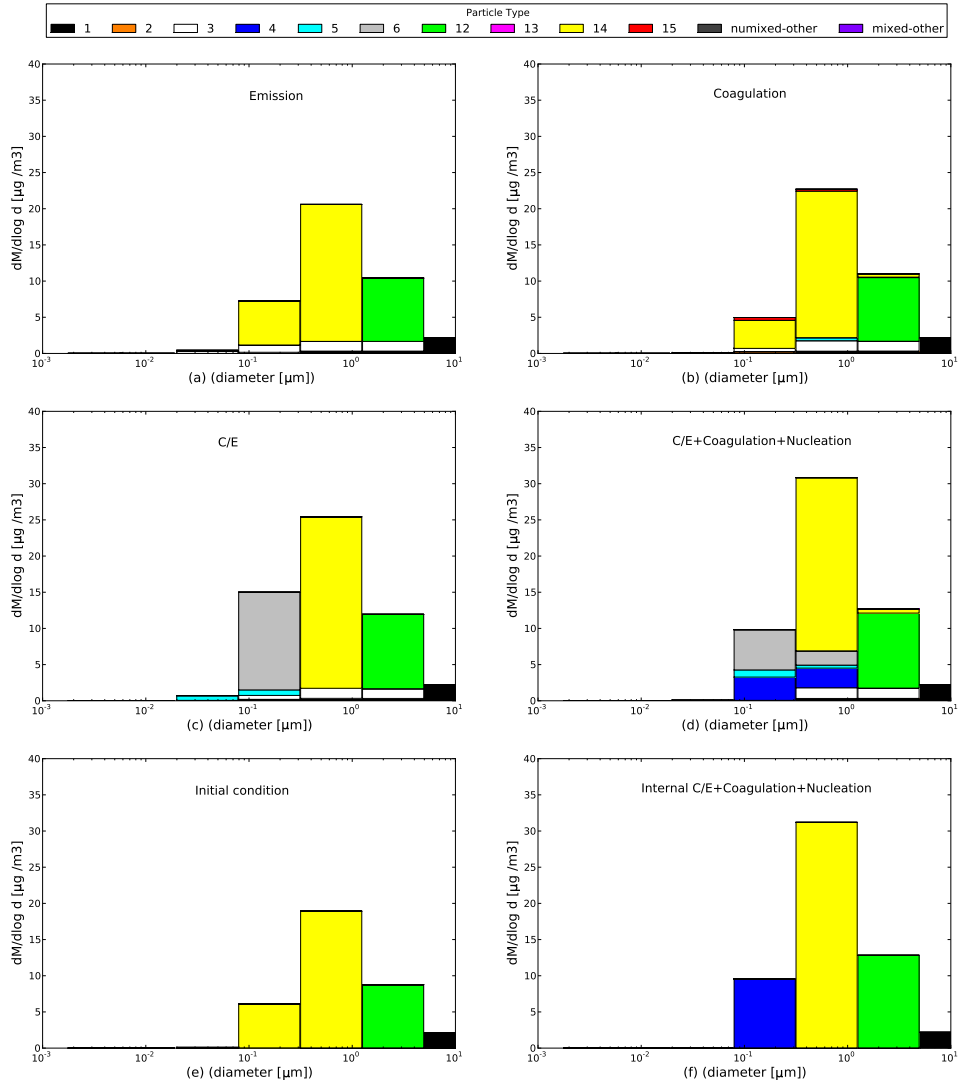 Particle Type
1 2 3 4 5 6 12 13 14 15 numixed-other mixed-other
Emission
dM/dlog d [μg /m3]
40
35
30
25
20
15
10
5
0
10⁻³ 10⁻² 10⁻¹ 10⁰ 10¹
(a) (diameter [μm])
Coagulation
dM/dlog d [μg /m3]
40
35
30
25
20
15
10
5
0
10⁻³ 10⁻² 10⁻¹ 10⁰ 10¹
(b) (diameter [μm])
C/E
dM/dlog d [μg /m3]
40
35
30
25
20
15
10
5
0
10⁻³ 10⁻² 10⁻¹ 10⁰ 10¹
(c) (diameter [μm])
C/E+Coagulation+Nucleation
dM/dlog d [μg /m3]
40
35
30
25
20
15
10
5
0
10⁻³ 10⁻² 10⁻¹ 10⁰ 10¹
(d) (diameter [μm])
Initial condition
dM/dlog d [μg /m3]
40
35
30
25
20
15
10
5
0
10⁻³ 10⁻² 10⁻¹ 10⁰ 10¹
(e) (diameter [μm])
Internal C/E+Coagulation+Nucleation
dM/dlog d [μg /m3]
40
35
30
25
20
15
10
5
0
10⁻³ 10⁻² 10⁻¹ 10⁰ 10¹
(f) (diameter [μm])